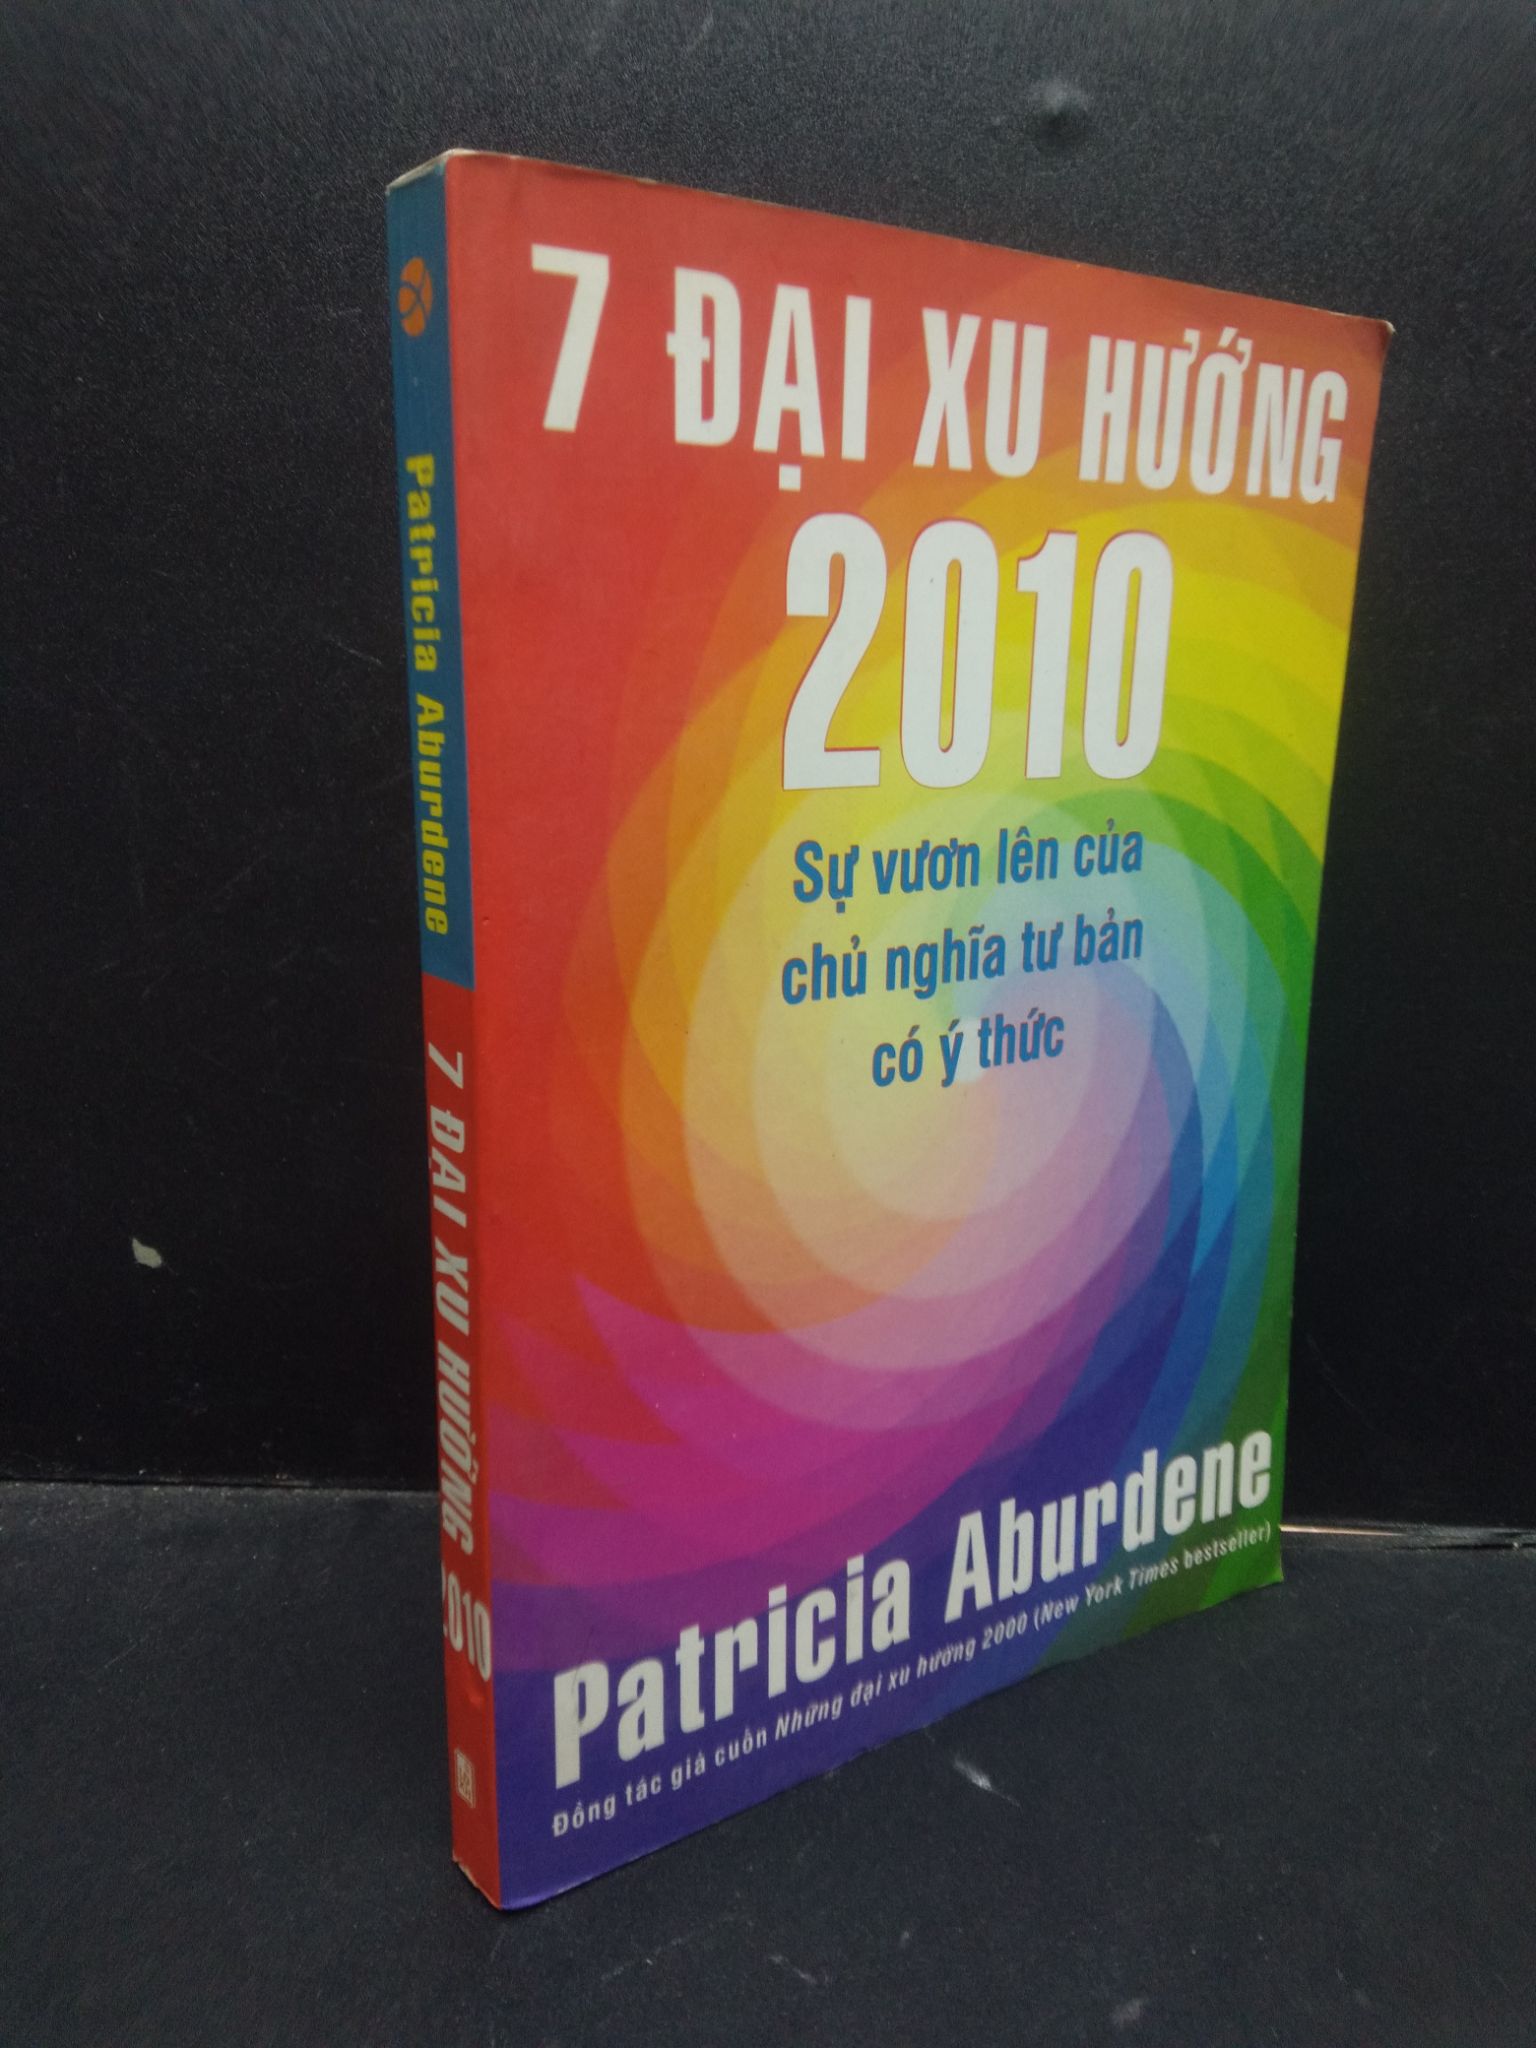 7 ĐẠI XU HƯỚNG
2010
Sự vươn lên của
chủ nghĩa tư bản
có ý thức
Patricia Aburdene
Đồng tác giả cuốn Những đại xu hướng 2000 (New York Times bestseller)
Patricia Aburdene
7 ĐẠI XU HƯỚNG 2010